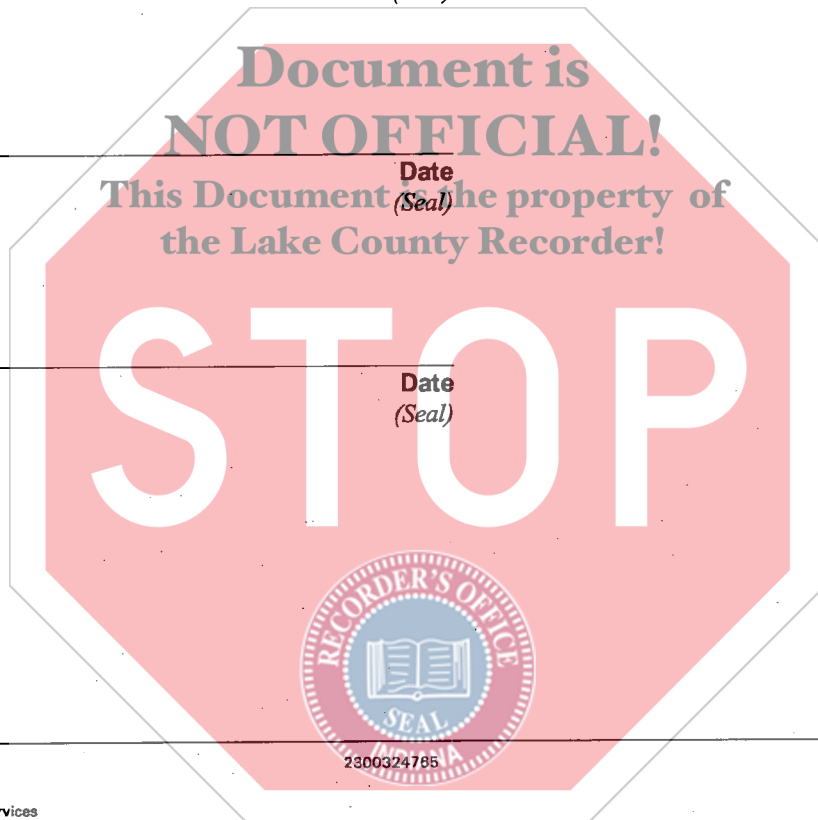 Document is
NOT OFFICIAL!
Date
This Document is the property of
(Seal)
the Lake County Recorder!
STOP
Date
(Seal)
RECORDER'S OFFICE
SEAL
INDIANA
2300324765
rvices